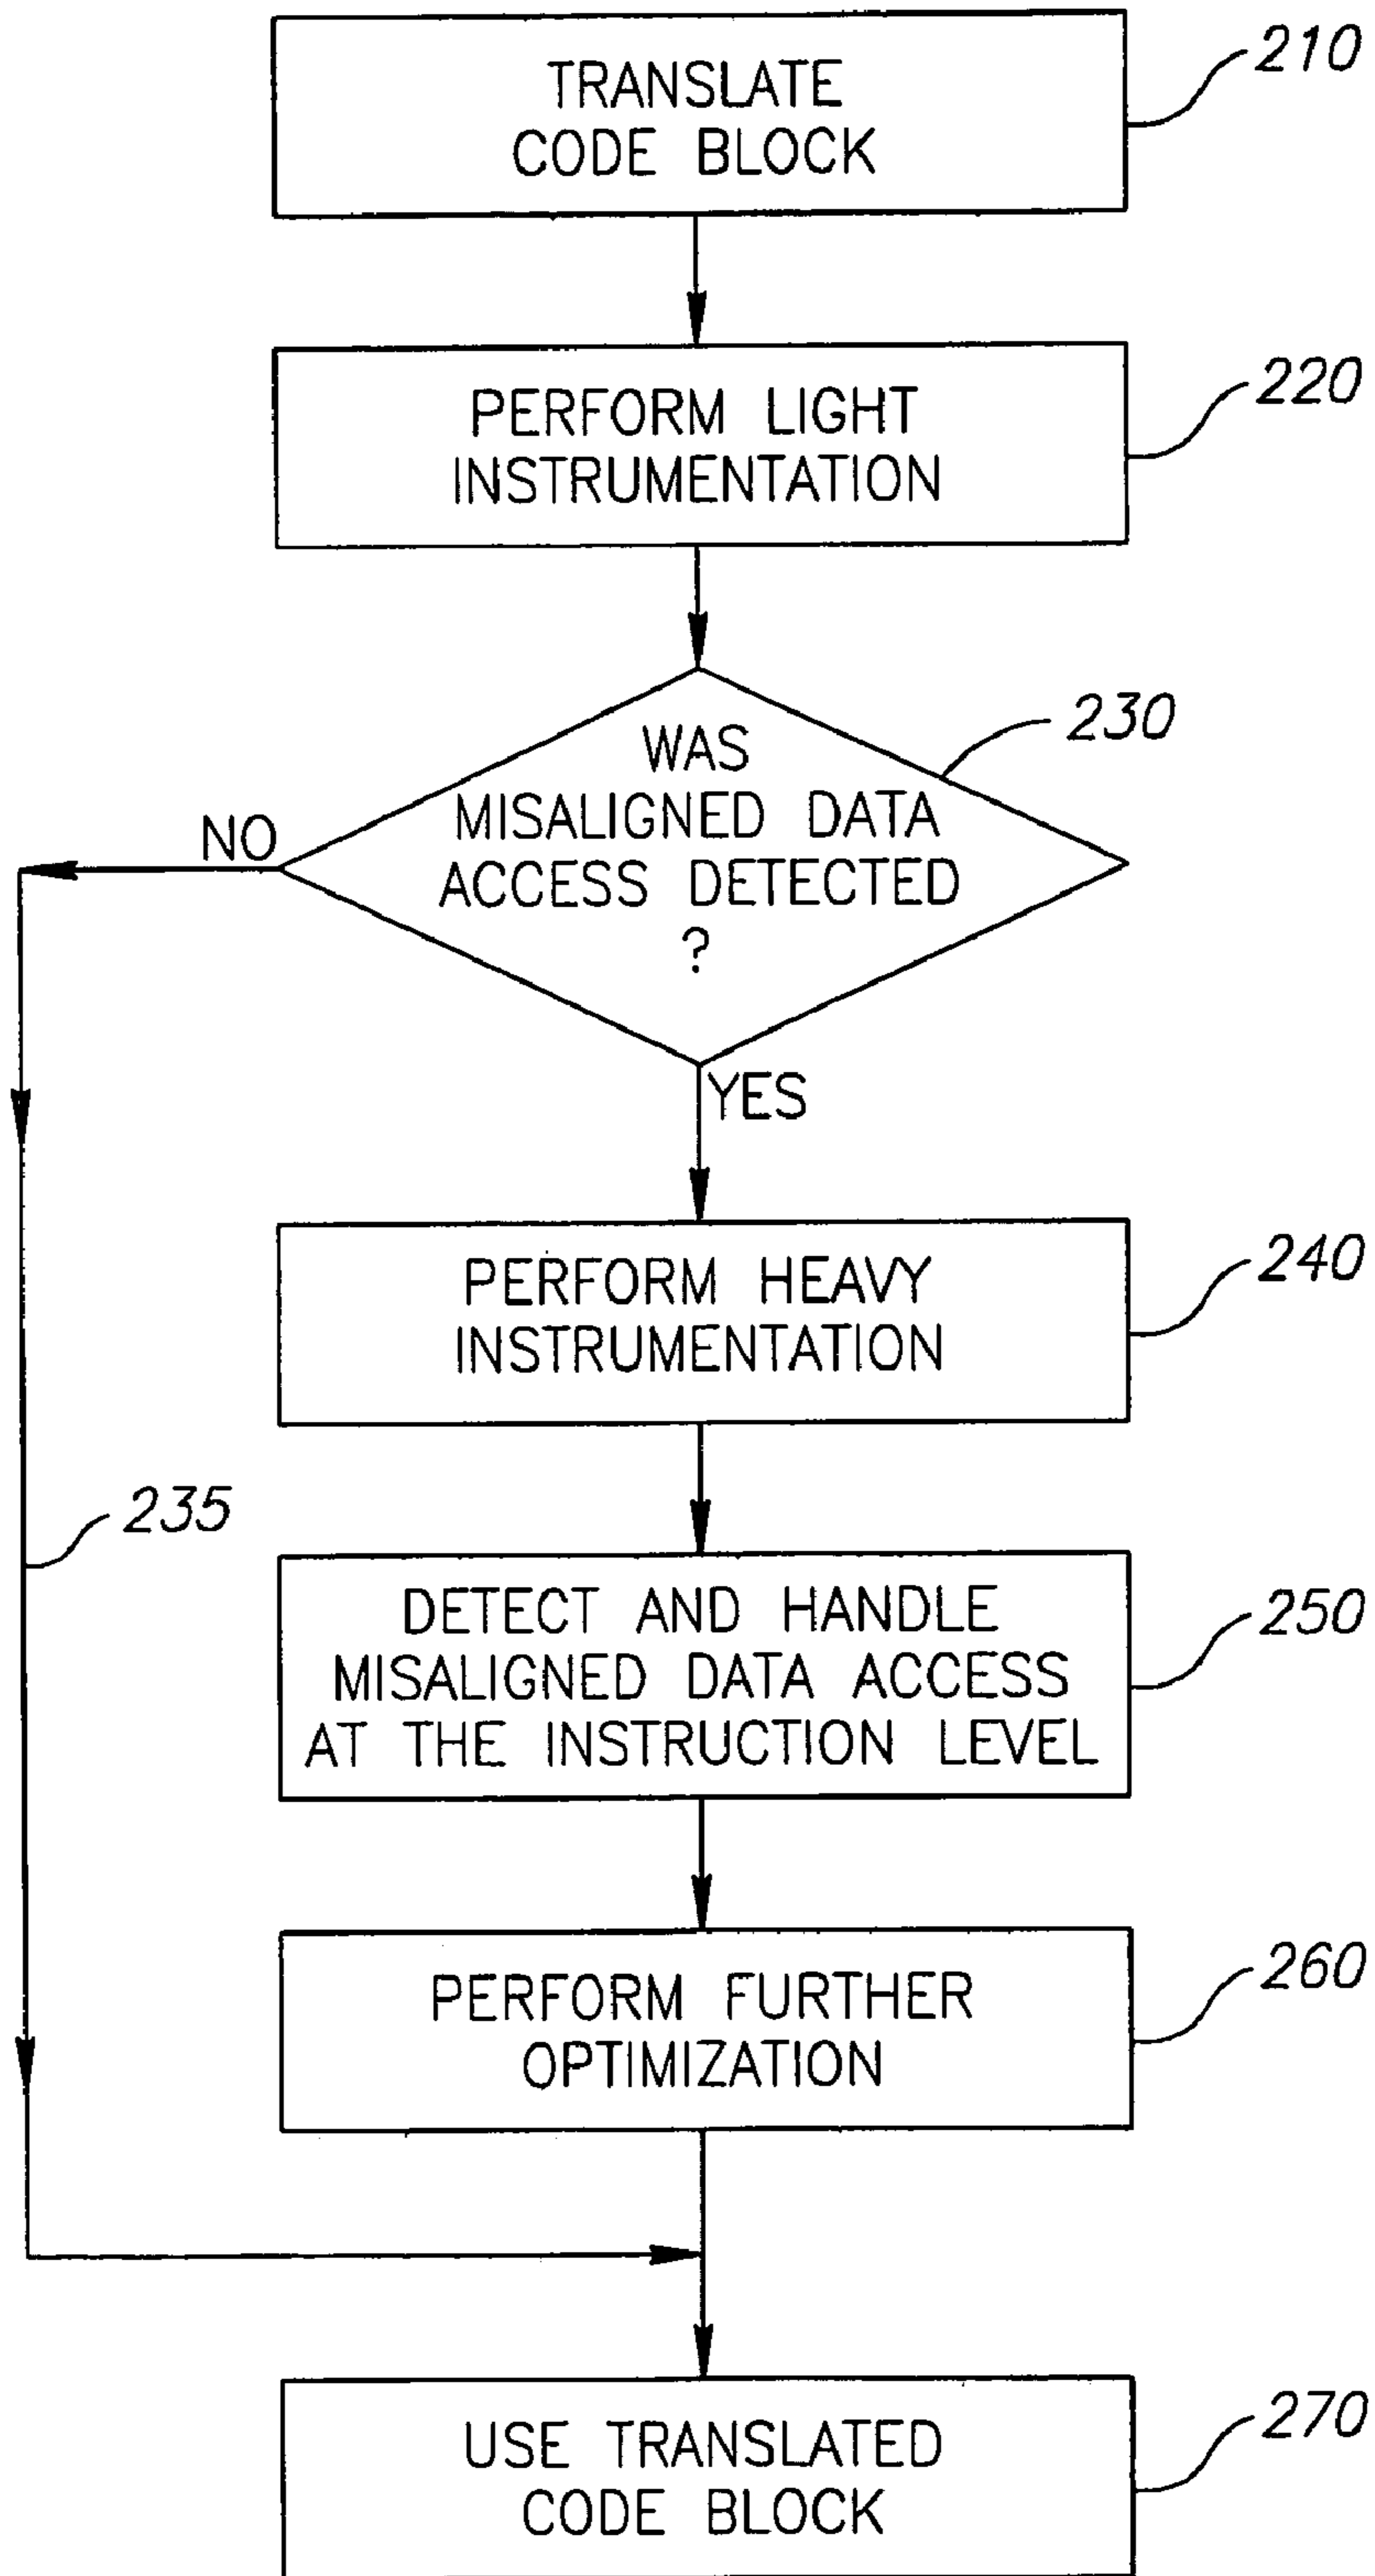 TRANSLATE
CODE BLOCK
210
PERFORM LIGHT
INSTRUMENTATION
220
WAS
MISALIGNED DATA
ACCESS DETECTED
?
230
NO
YES
PERFORM HEAVY
INSTRUMENTATION
240
235
DETECT AND HANDLE
MISALIGNED DATA ACCESS
AT THE INSTRUCTION LEVEL
250
PERFORM FURTHER
OPTIMIZATION
260
USE TRANSLATED
CODE BLOCK
270